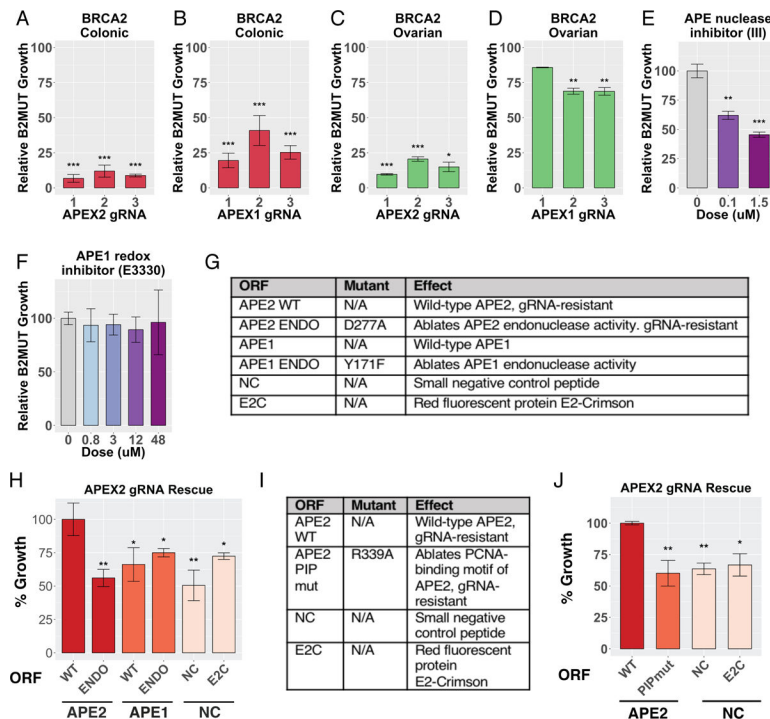 A
BRCA2
Colonic
Relative B2MUT Growth
100
75
50
25
0
***
***
***
1 2 3
APEX2 gRNA
B
BRCA2
Colonic
Relative B2MUT Growth
100
75
50
25
0
***
***
***
1 2 3
APEX1 gRNA
C
BRCA2
Ovarian
Relative B2MUT Growth
100
75
50
25
0
***
***
*
1 2 3
APEX2 gRNA
D
BRCA2
Ovarian
Relative B2MUT Growth
100
75
50
25
0
**
**
1 2 3
APEX1 gRNA
E
APE nuclease
inhibitor (III)
Relative B2MUT Growth
100
75
50
25
0
**
***
0 0.1 1.5
Dose (uM)
F
APE1 redox
inhibitor (E3330)
Relative B2MUT Growth
100
50
0
0 0.8 3 12 48
Dose (uM)
G
ORF Mutant Effect
APE2 WT N/A Wild-type APE2, gRNA-resistant
APE2 ENDO D277A Ablates APE2 endonuclease activity. gRNA-resistant
APE1 N/A Wild-type APE1
APE1 ENDO Y171F Ablates APE1 endonuclease activity
NC N/A Small negative control peptide
E2C N/A Red fluorescent protein E2-Crimson
H
APEX2 gRNA Rescue
% Growth
100
75
50
25
0
**
*
*
**
*
ORF
WT ENDO WT ENDO NC E2C
APE2 APE1 NC
I
ORF Mutant Effect
APE2 N/A Wild-type APE2,
WT gRNA-resistant
APE2 R339A Ablates PCNA-
PIP binding motif of
mut APE2, gRNA-
resistant
NC N/A Small negative
control peptide
E2C N/A Red fluorescent
protein
E2-Crimson
J
APEX2 gRNA Rescue
% Growth
100
75
50
25
0
**
**
*
ORF
WT PIPmut NC E2C
APE2 NC